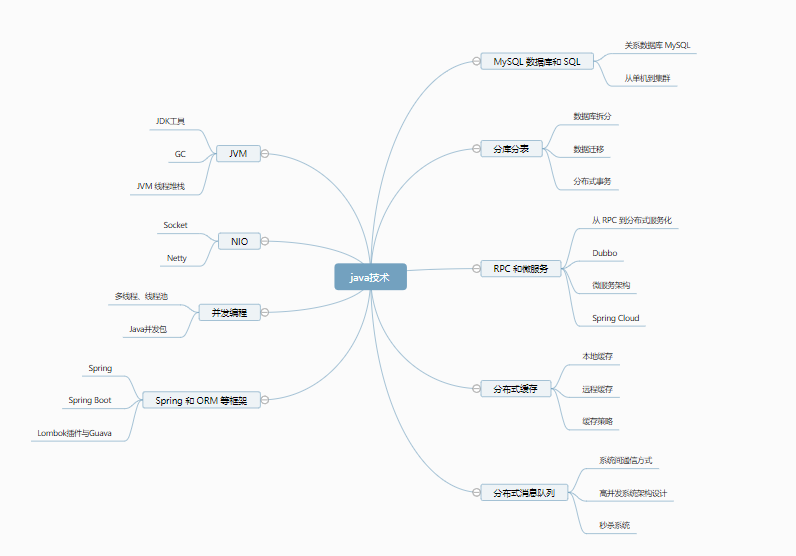 java技术
MySQL 数据库和 SQL
关系数据库 MySQL
从单机到集群
分库分表
数据库拆分
数据迁移
分布式事务
RPC 和微服务
从 RPC 到分布式服务化
Dubbo
微服务架构
Spring Cloud
分布式缓存
本地缓存
远程缓存
缓存策略
分布式消息队列
系统间通信方式
高并发系统架构设计
秒杀系统
JVM
JDK工具
GC
JVM 线程堆栈
NIO
Socket
Netty
并发编程
多线程、线程池
Java并发包
Spring 和 ORM 等框架
Spring
Spring Boot
Lombok插件与Guava